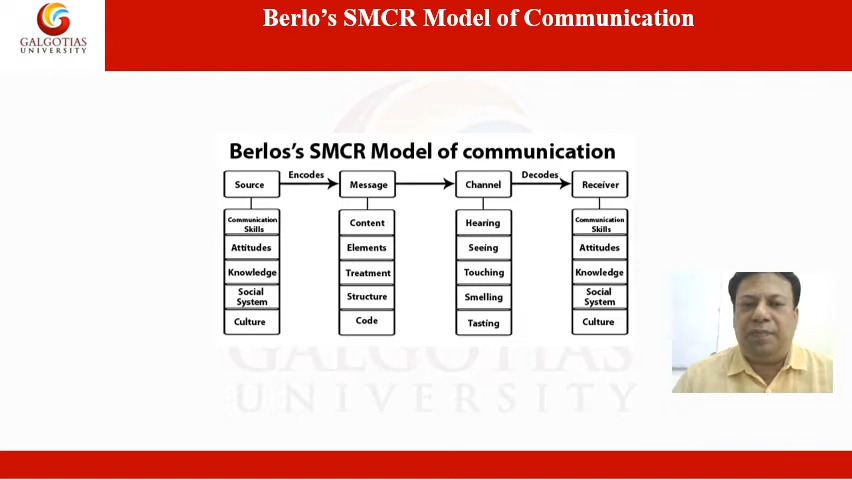 Berlo's SMCR Model of Communication
GALGOTIAS
UNIVERSITY
Berlos's SMCR Model of communication
Source
Encodes
Message
Channel
Decodes
Receiver
Communication
Skills
Attitudes
Knowledge
Social
System
Culture
Content
Elements
Treatment
Structure
Code
Hearing
Seeing
Touching
Smelling
Tasting
Communication
Skills
Attitudes
Knowledge
Social
System
Culture
GALGOTIAS
UNIVERSITY